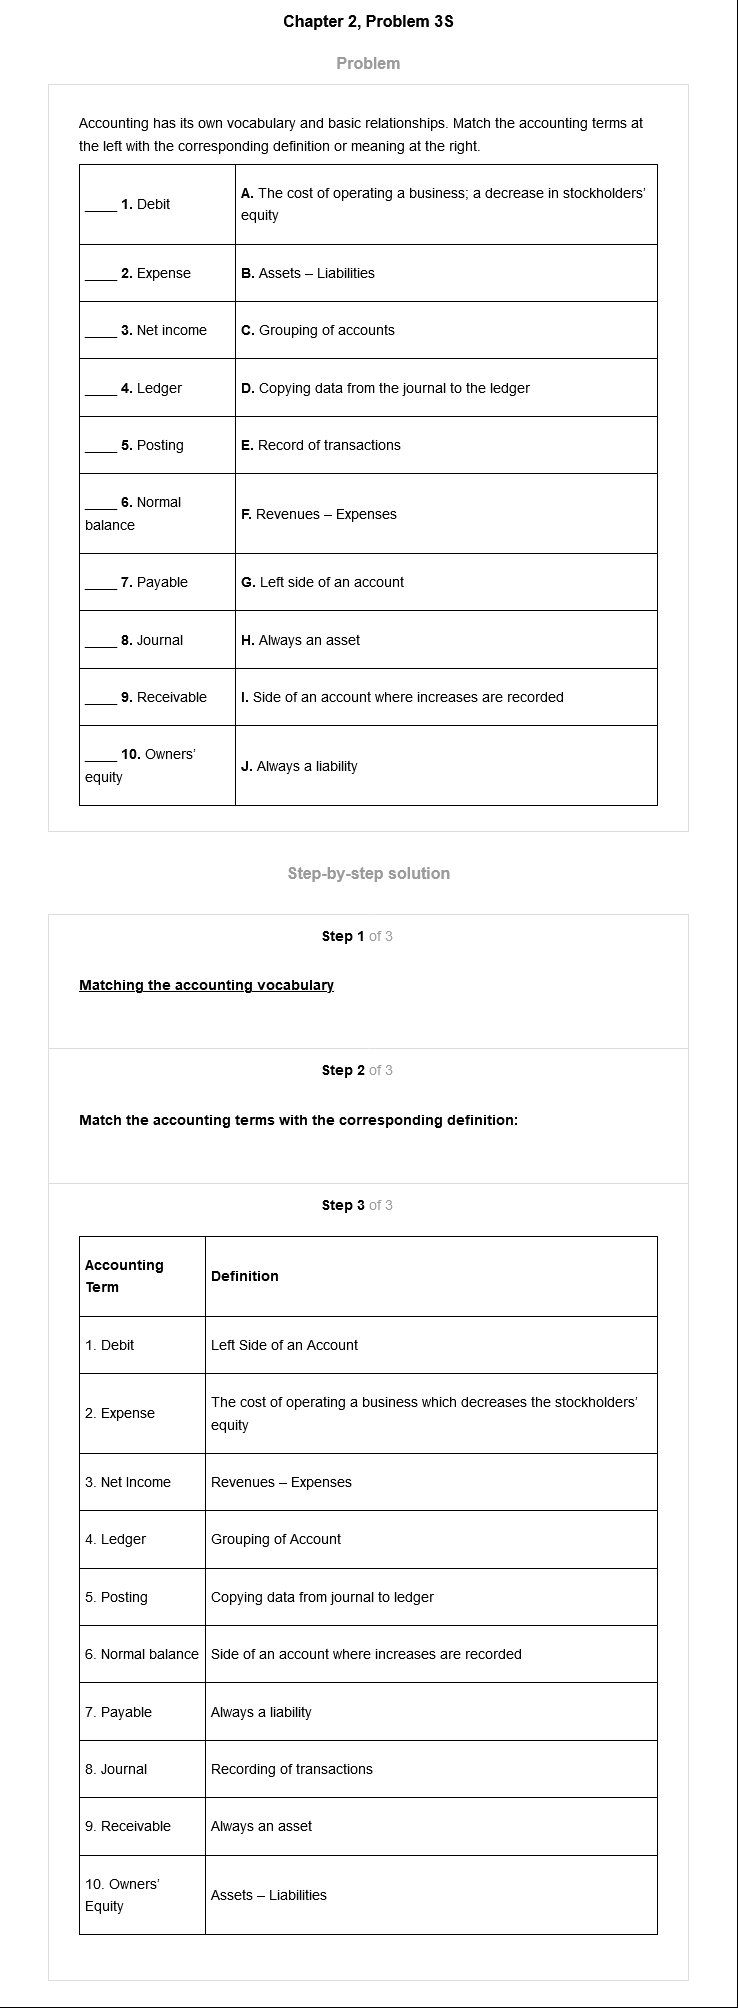 Chapter 2, Problem 3S
Problem
Accounting has its own vocabulary and basic relationships. Match the accounting terms at
the left with the corresponding definition or meaning at the right.
____ 1. Debit
A. The cost of operating a business; a decrease in stockholders'
equity
____ 2. Expense
B. Assets – Liabilities
____ 3. Net income
C. Grouping of accounts
____ 4. Ledger
D. Copying data from the journal to the ledger
____ 5. Posting
E. Record of transactions
____ 6. Normal
balance
F. Revenues – Expenses
____ 7. Payable
G. Left side of an account
____ 8. Journal
H. Always an asset
____ 9. Receivable
I. Side of an account where increases are recorded
____ 10. Owners'
equity
J. Always a liability
Step-by-step solution
Step 1 of 3
Matching the accounting vocabulary
Step 2 of 3
Match the accounting terms with the corresponding definition:
Step 3 of 3
Accounting
Term
Definition
1. Debit
Left Side of an Account
2. Expense
The cost of operating a business which decreases the stockholders'
equity
3. Net Income
Revenues – Expenses
4. Ledger
Grouping of Account
5. Posting
Copying data from journal to ledger
6. Normal balance
Side of an account where increases are recorded
7. Payable
Always a liability
8. Journal
Recording of transactions
9. Receivable
Always an asset
10. Owners'
Equity
Assets – Liabilities